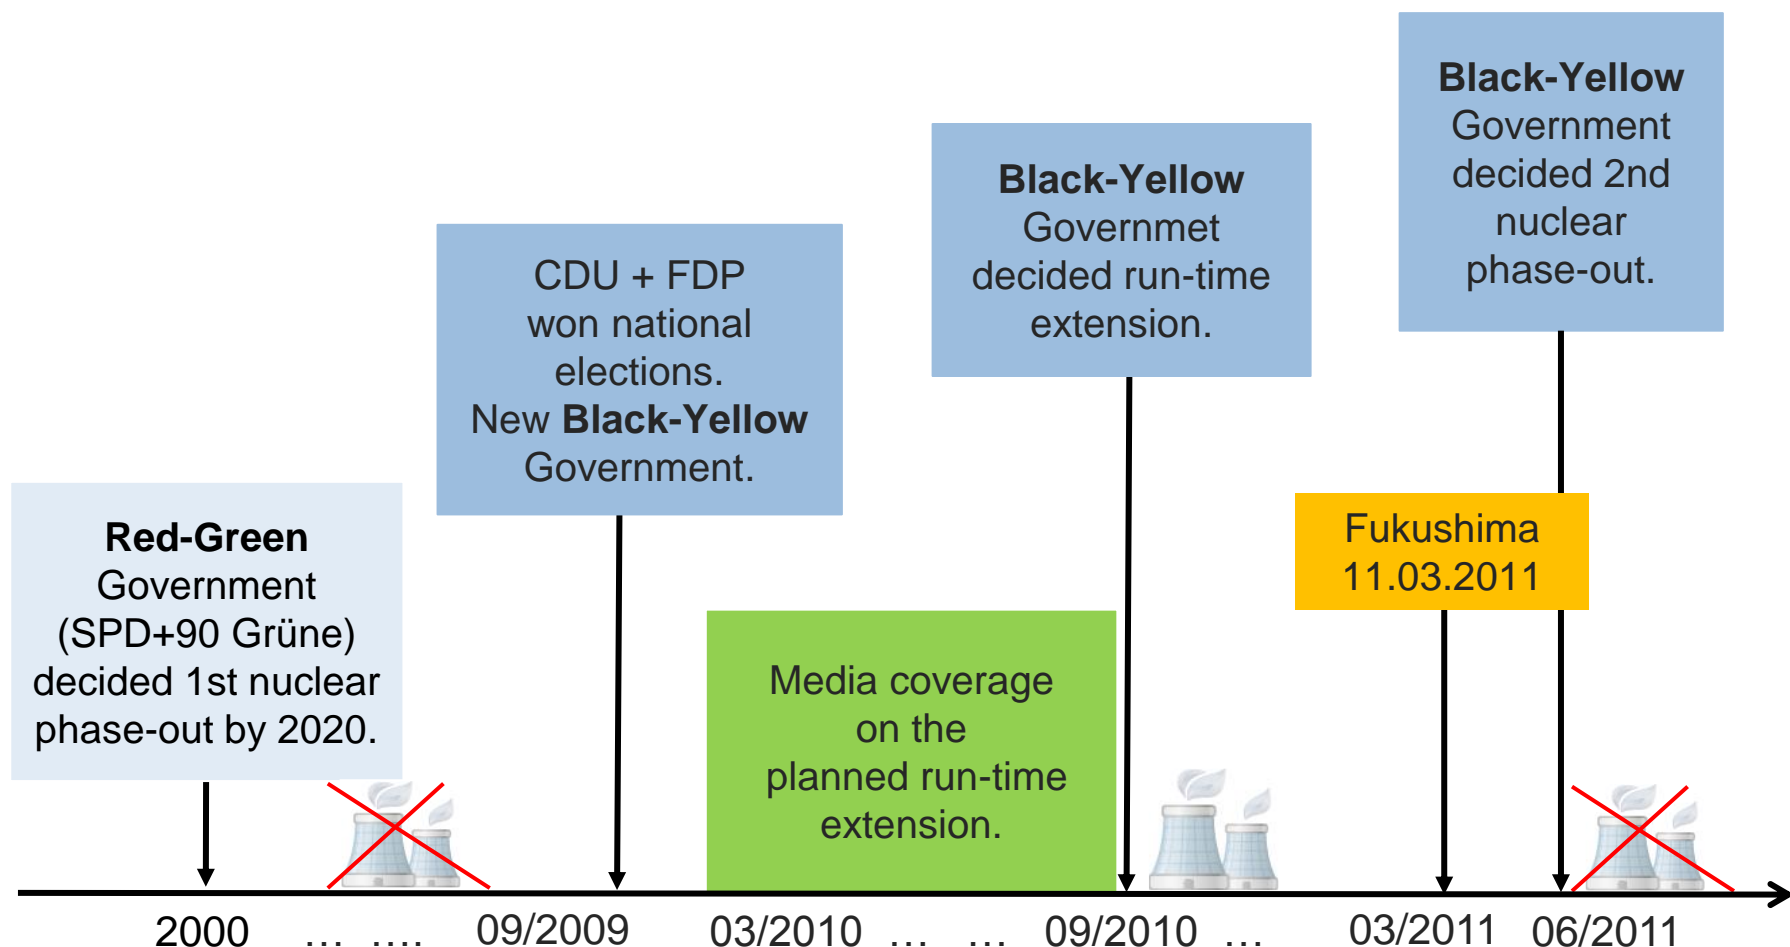 Red-Green
Government
(SPD+90 Grüne)
decided 1st nuclear
phase-out by 2020.
CDU + FDP
won national
elections.
New Black-Yellow
Government.
Media coverage
on the
planned run-time
extension.
Black-Yellow
Governmet
decided run-time
extension.
Fukushima
11.03.2011
Black-Yellow
Government
decided 2nd
nuclear
phase-out.
2000 ... .... 09/2009 03/2010 ... ... 09/2010 ... 03/2011 06/2011